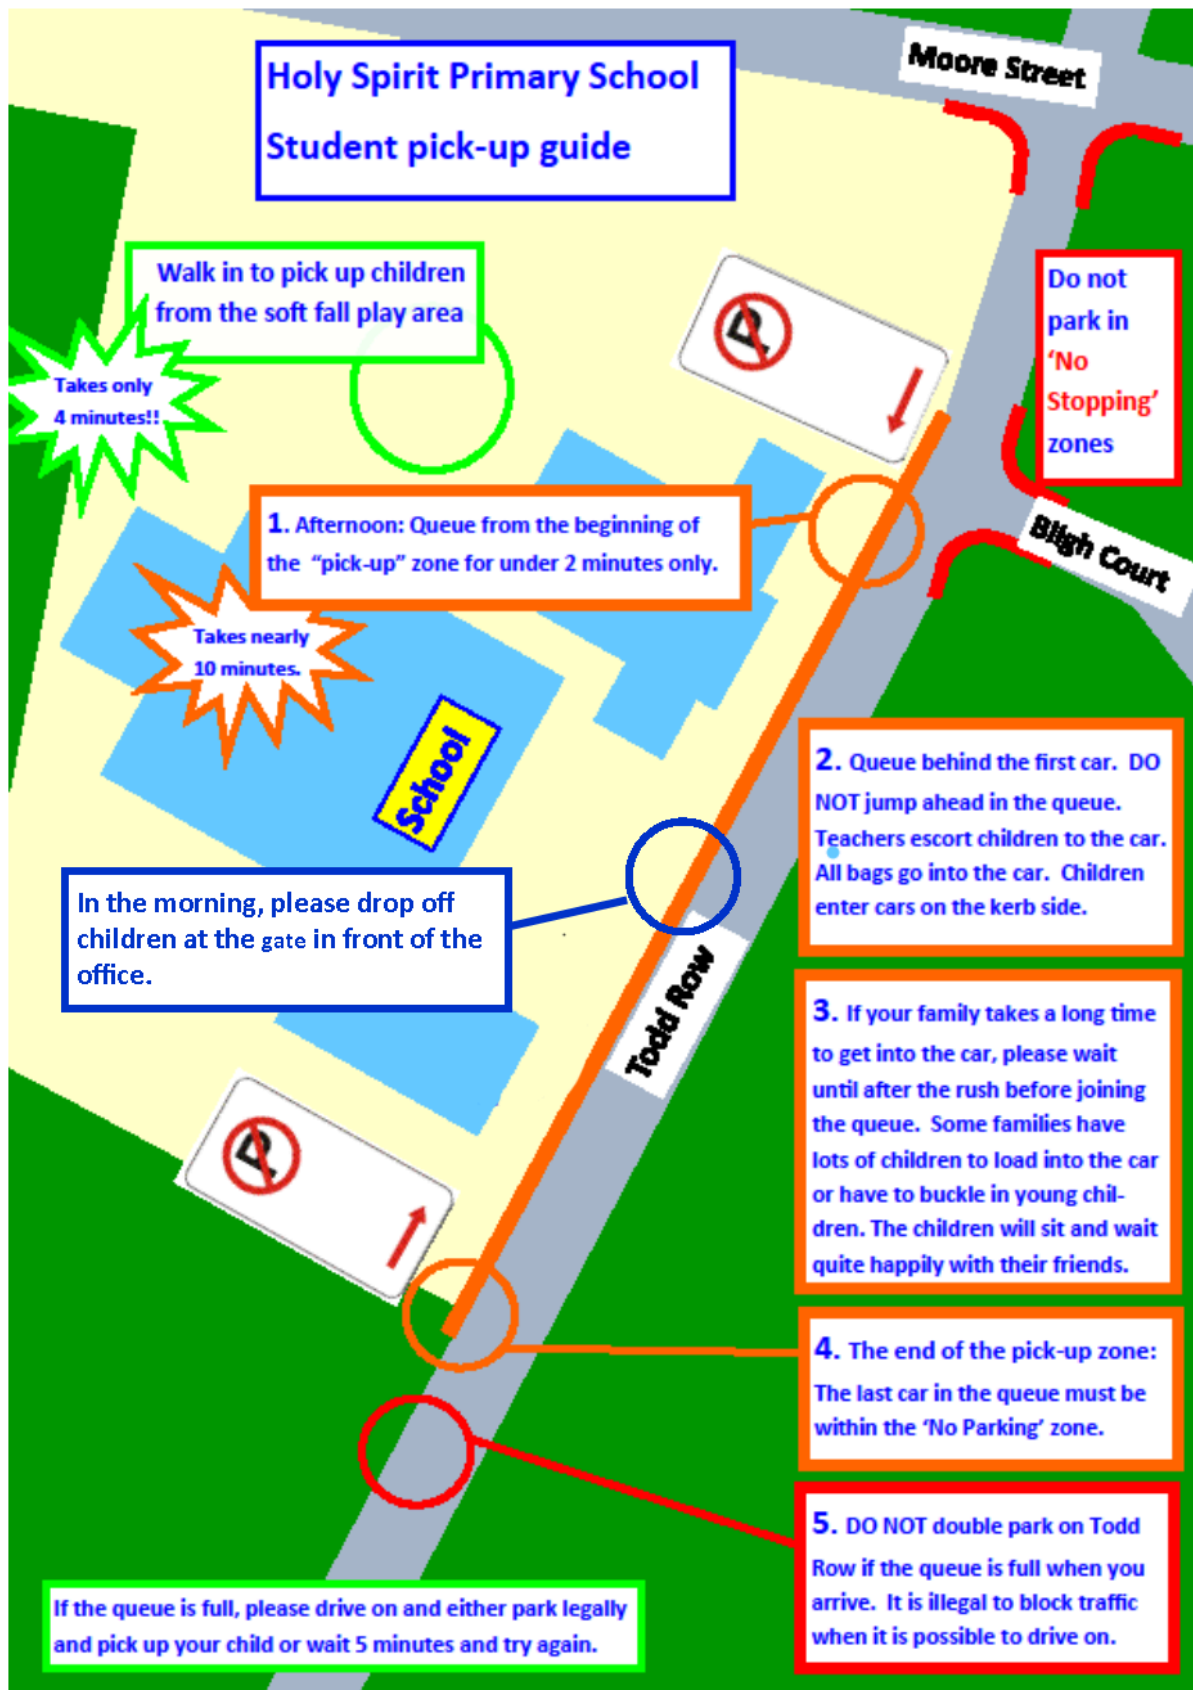 Holy Spirit Primary School
Student pick-up guide
Moore Street
Walk in to pick up children
from the soft fall play area
Takes only
4 minutes!!
P
Do not
park in
‘No
Stopping’
zones
1. Afternoon: Queue from the beginning of
the “pick-up” zone for under 2 minutes only.
Bligh Court
Takes nearly
10 minutes.
School
2. Queue behind the first car. DO
NOT jump ahead in the queue.
Teachers escort children to the car.
All bags go into the car. Children
enter cars on the kerb side.
In the morning, please drop off
children at the gate in front of the
office.
Todd Row
3. If your family takes a long time
to get into the car, please wait
until after the rush before joining
the queue. Some families have
lots of children to load into the car
or have to buckle in young chil-
dren. The children will sit and wait
quite happily with their friends.
P
4. The end of the pick-up zone:
The last car in the queue must be
within the ‘No Parking’ zone.
5. DO NOT double park on Todd
Row if the queue is full when you
arrive. It is illegal to block traffic
when it is possible to drive on.
If the queue is full, please drive on and either park legally
and pick up your child or wait 5 minutes and try again.